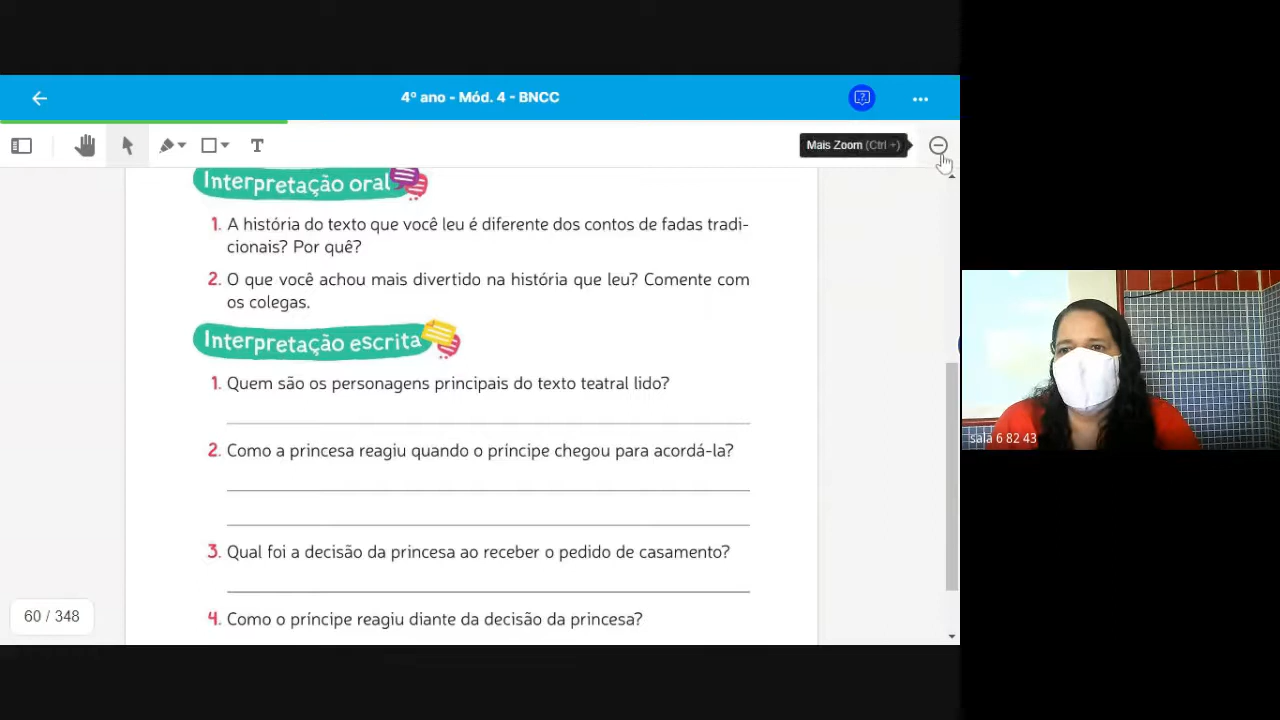 4º ano - Mód. 4 - BNCC
T
Mais Zoom (Ctrl +)
Interpretação oral
1. A história do texto que você leu é diferente dos contos de fadas tradi-
cionais? Por quê?
2. O que você achou mais divertido na história que leu? Comente com
os colegas.
Interpretação escrita
1. Quem são os personagens principais do texto teatral lido?
2. Como a princesa reagiu quando o príncipe chegou para acordá-la?
3. Qual foi a decisão da princesa ao receber o pedido de casamento?
4. Como o príncipe reagiu diante da decisão da princesa?
60 / 348
sala 6 82 43